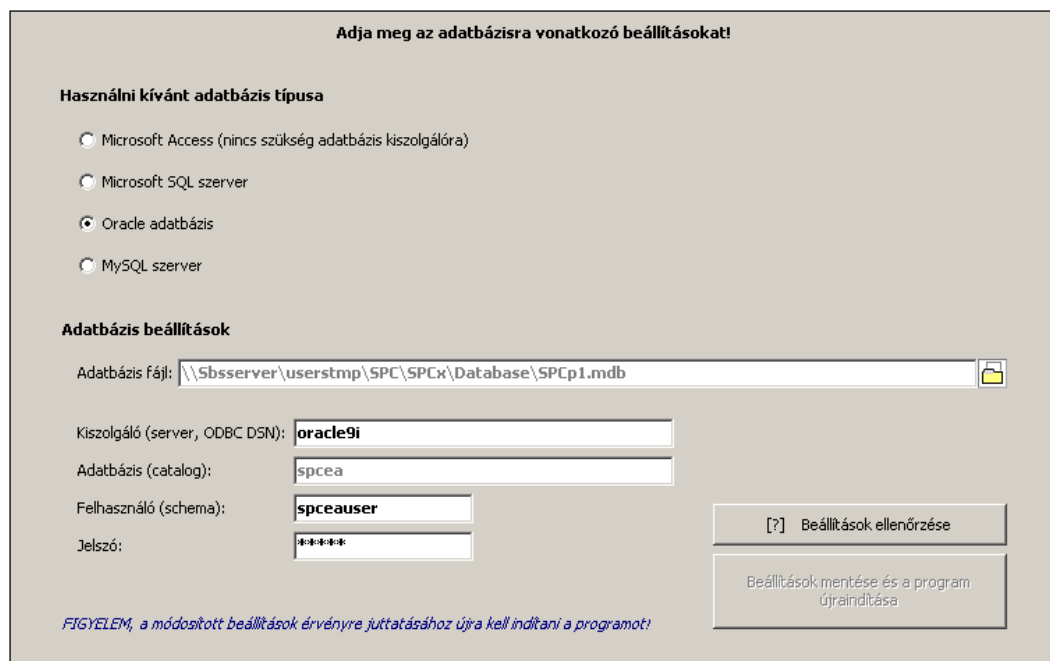 Adja meg az adatbázisra vonatkozó beállításokat!
Használni kívánt adatbázis típusa
Microsoft Access (nincs szükség adatbázis kiszolgálóra)
Microsoft SQL szerver
Oracle adatbázis
MySQL szerver
Adatbázis beállítások
Adatbázis fájl: \\Sbsserver\userstmp\SPC\SPCx\Database\SPCp1.mdb
Kiszolgáló (server, ODBC DSN): oracle9i
Adatbázis (catalog): spcea
Felhasználó (schema): spceauser
Jelszó: *****
[?] Beállítások ellenőrzése
Beállítások mentése és a program
újraindítása
FIGYELEM, a módosított beállítások érvényre juttatásához újra kell indítani a programot!